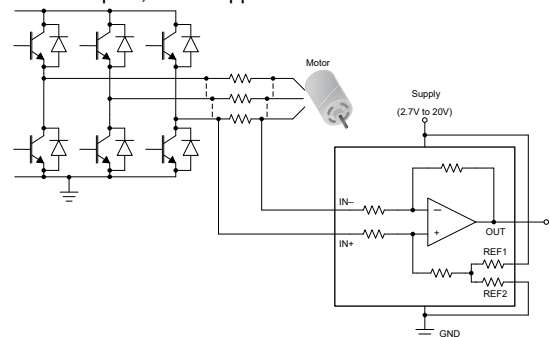 Motor
Supply
(2.7V to 20V)
IN–
IN+
–
+
OUT
REF1
REF2
GND